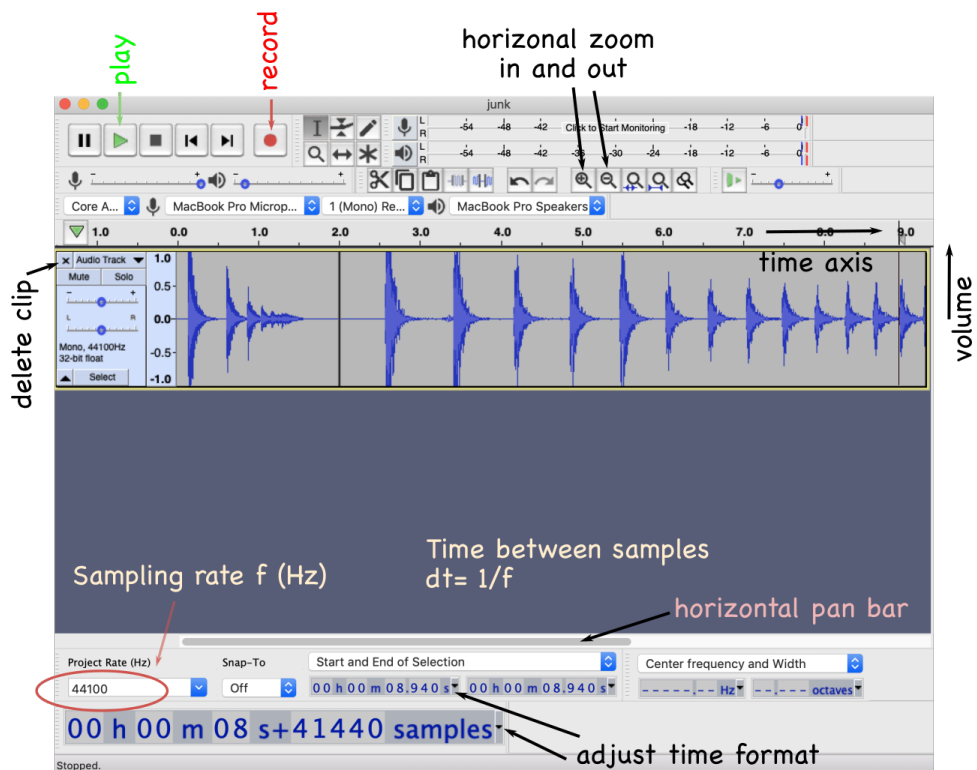 play
record
horizonal zoom
in and out
junk
L
R
-54 -48 -42 Click to Start Monitoring -18 -12 -6 0
L
R
-54 -48 -42 -36 -30 -24 -18 -12 -6 0
- +
- +
Core A... MacBook Pro Microp... 1 (Mono) Re... MacBook Pro Speakers
1.0 0.0 1.0 2.0 3.0 4.0 5.0 6.0 7.0 8.0 9.0
time axis
volume
delete clip
× Audio Track
Mute Solo
- +
L R
Mono, 44100Hz
32-bit float
Select
1.0
0.5
0.0
-0.5
-1.0
Time between samples
dt= 1/f
Sampling rate f (Hz)
horizontal pan bar
Project Rate (Hz) Snap-To Start and End of Selection Center frequency and Width
44100 Off 00 h 00 m 08.940 s 00 h 00 m 08.940 s -----.-- Hz --.--- octaves
00 h 00 m 08 s+41440 samples
adjust time format
Stopped.